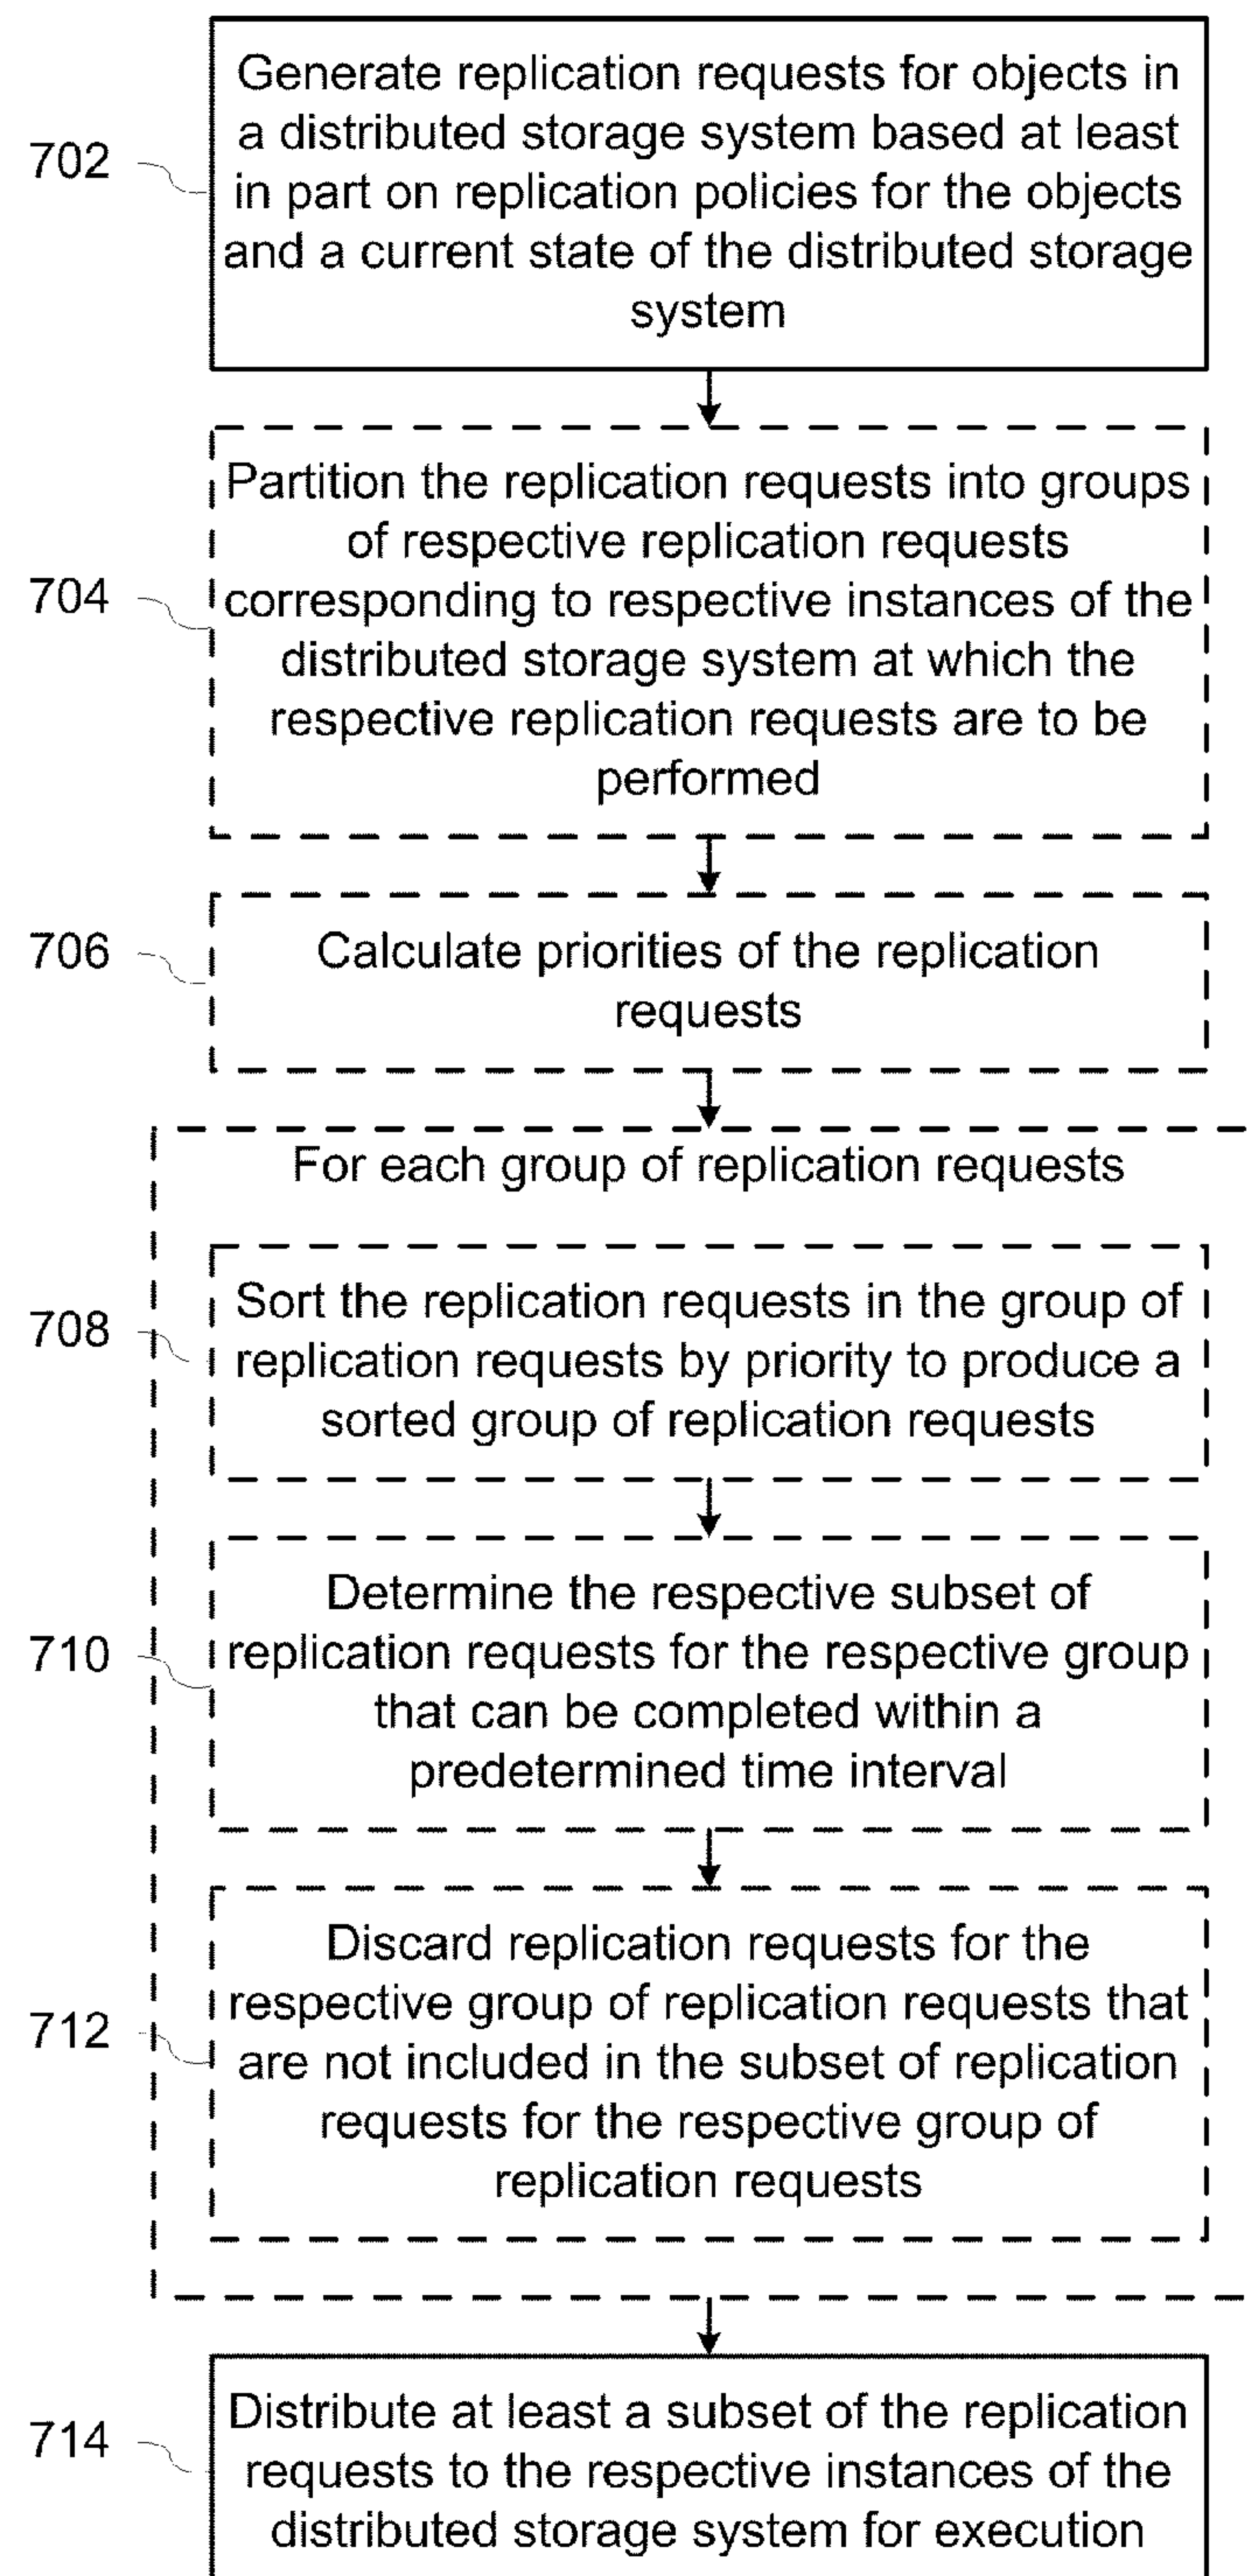 Generate replication requests for objects in
a distributed storage system based at least
702
in part on replication policies for the objects
and a current state of the distributed storage
system
Partition the replication requests into groups
of respective replication requests
704
corresponding to respective instances of the
distributed storage system at which the
respective replication requests are to be
performed
706
Calculate priorities of the replication
requests
For each group of replication requests
708
Sort the replication requests in the group of
replication requests by priority to produce a
sorted group of replication requests
Determine the respective subset of
710
replication requests for the respective group
that can be completed within a
predetermined time interval
Discard replication requests for the
respective group of replication requests that
712
are not included in the subset of replication
requests for the respective group of
replication requests
714
Distribute at least a subset of the replication
requests to the respective instances of the
distributed storage system for execution